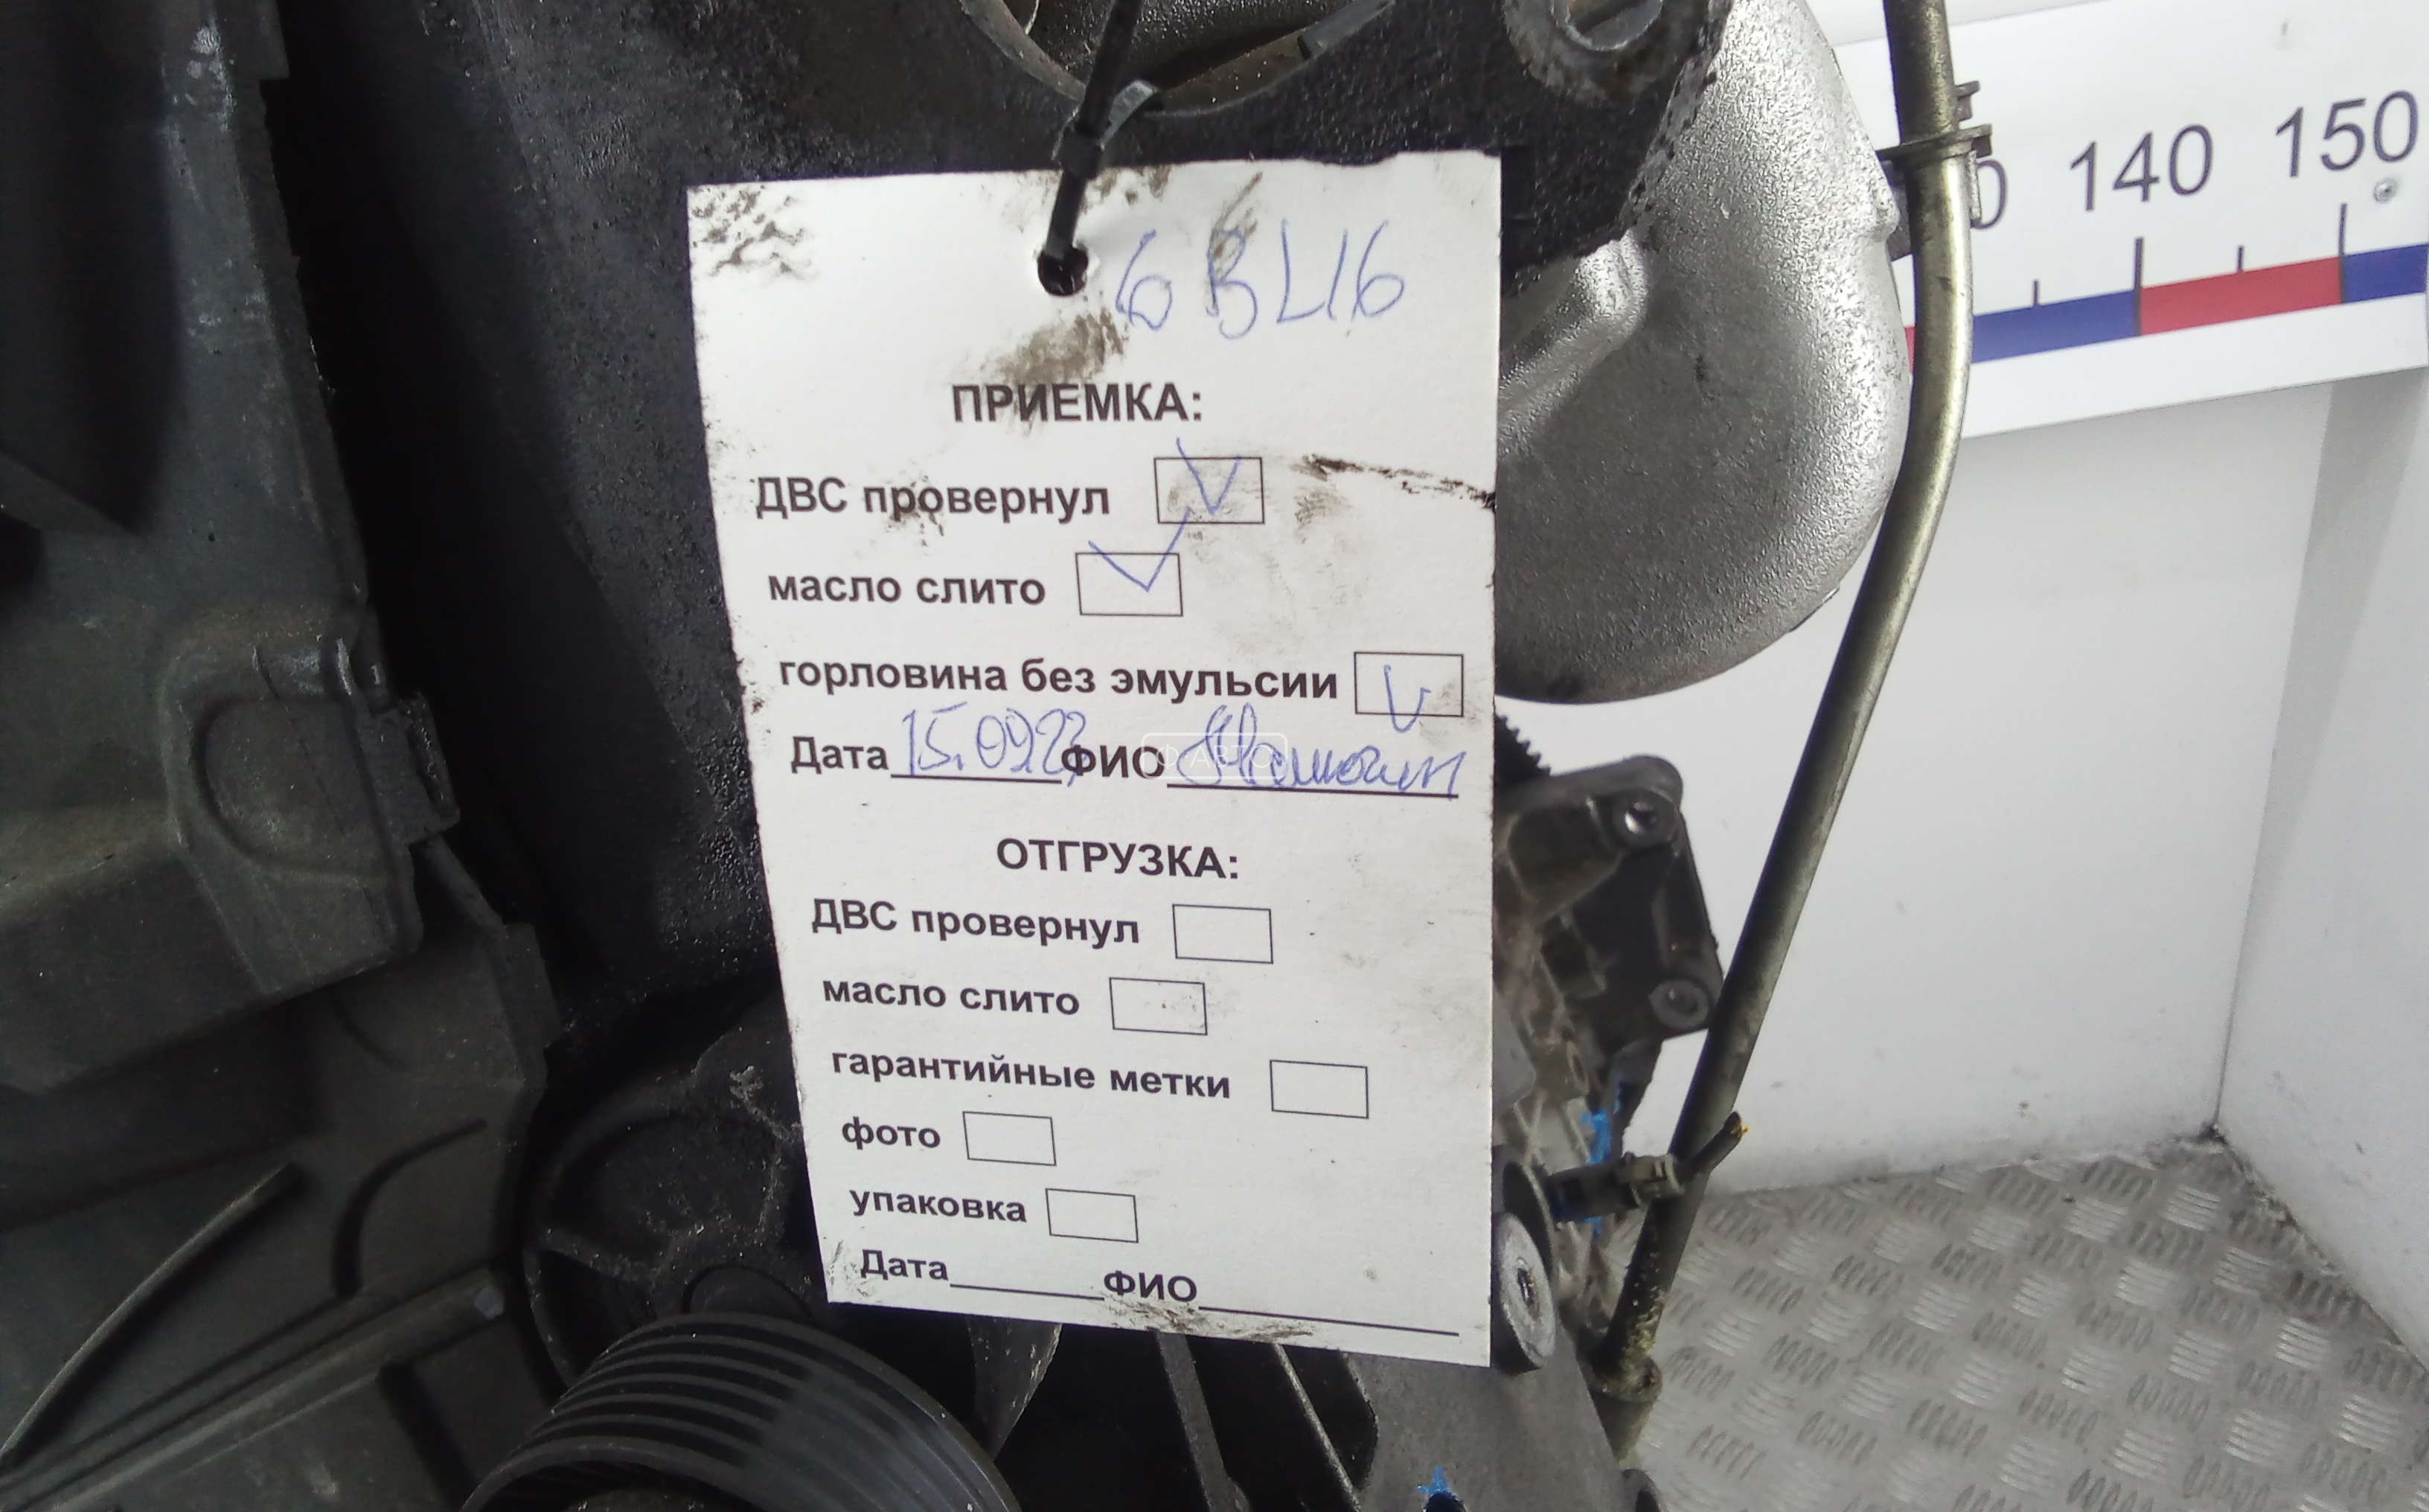 6BL16
ПРИЕМКА:
ДВС провернул
масло слито
горловина без эмульсии
Дата 15.09.23 ФИО
ОТГРУЗКА:
ДВС провернул
масло слито
гарантийные метки
фото
упаковка
Дата ФИО
140 150